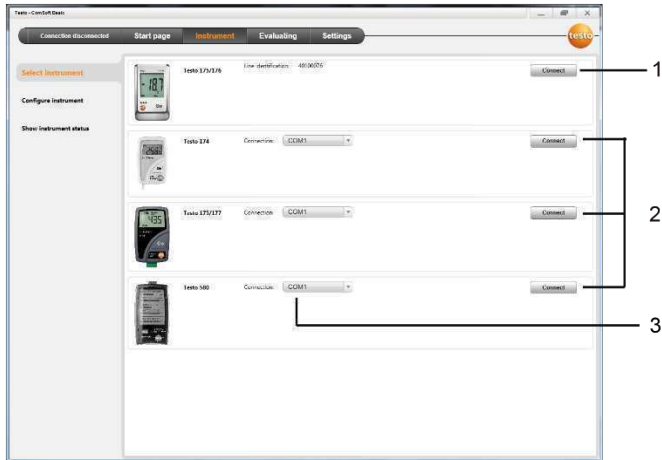 Testo - ComSoft Basic
Connection disconnected
Start page
Instrument
Evaluating
Settings
testo
Select instrument
Configure instrument
Show instrument status
Testo 175/176
Connect
1
Testo 174
Connection:
COM1
Connect
Testo 175/177
Connection:
COM1
Connect
2
Testo 580
Connection:
COM1
Connect
3